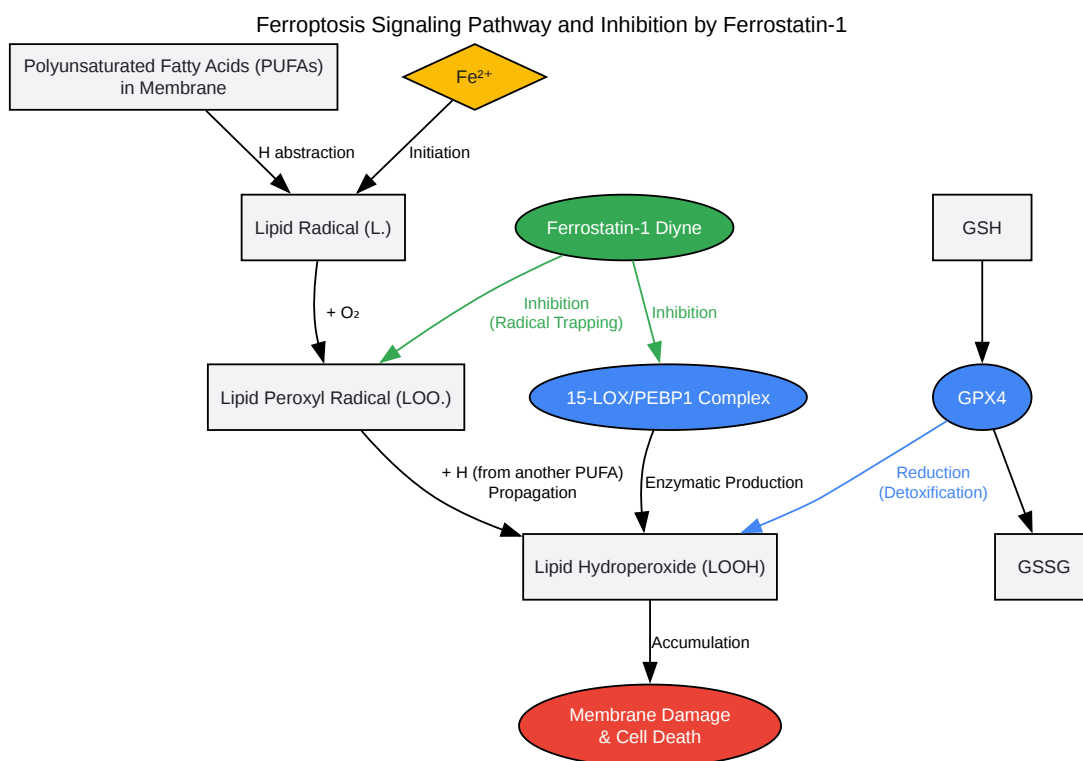 Ferroptosis Signaling Pathway and Inhibition by Ferrostatin-1
Polyunsaturated Fatty Acids (PUFAs)
in Membrane
Fe²⁺
H abstraction
Initiation
Lipid Radical (L.)
Ferrostatin-1 Diyne
GSH
+ O₂
Inhibition
(Radical Trapping)
Inhibition
Lipid Peroxyl Radical (LOO.)
15-LOX/PEBP1 Complex
GPX4
+ H (from another PUFA)
Propagation
Enzymatic Production
Reduction
(Detoxification)
Lipid Hydroperoxide (LOOH)
GSSG
Accumulation
Membrane Damage
& Cell Death